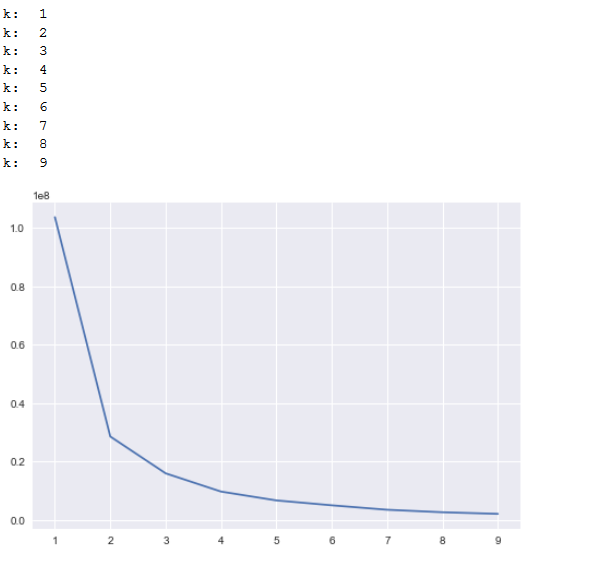 k:  1
k:  2
k:  3
k:  4
k:  5
k:  6
k:  7
k:  8
k:  9
1e8
1.0
0.8
0.6
0.4
0.2
0.0
1 2 3 4 5 6 7 8 9